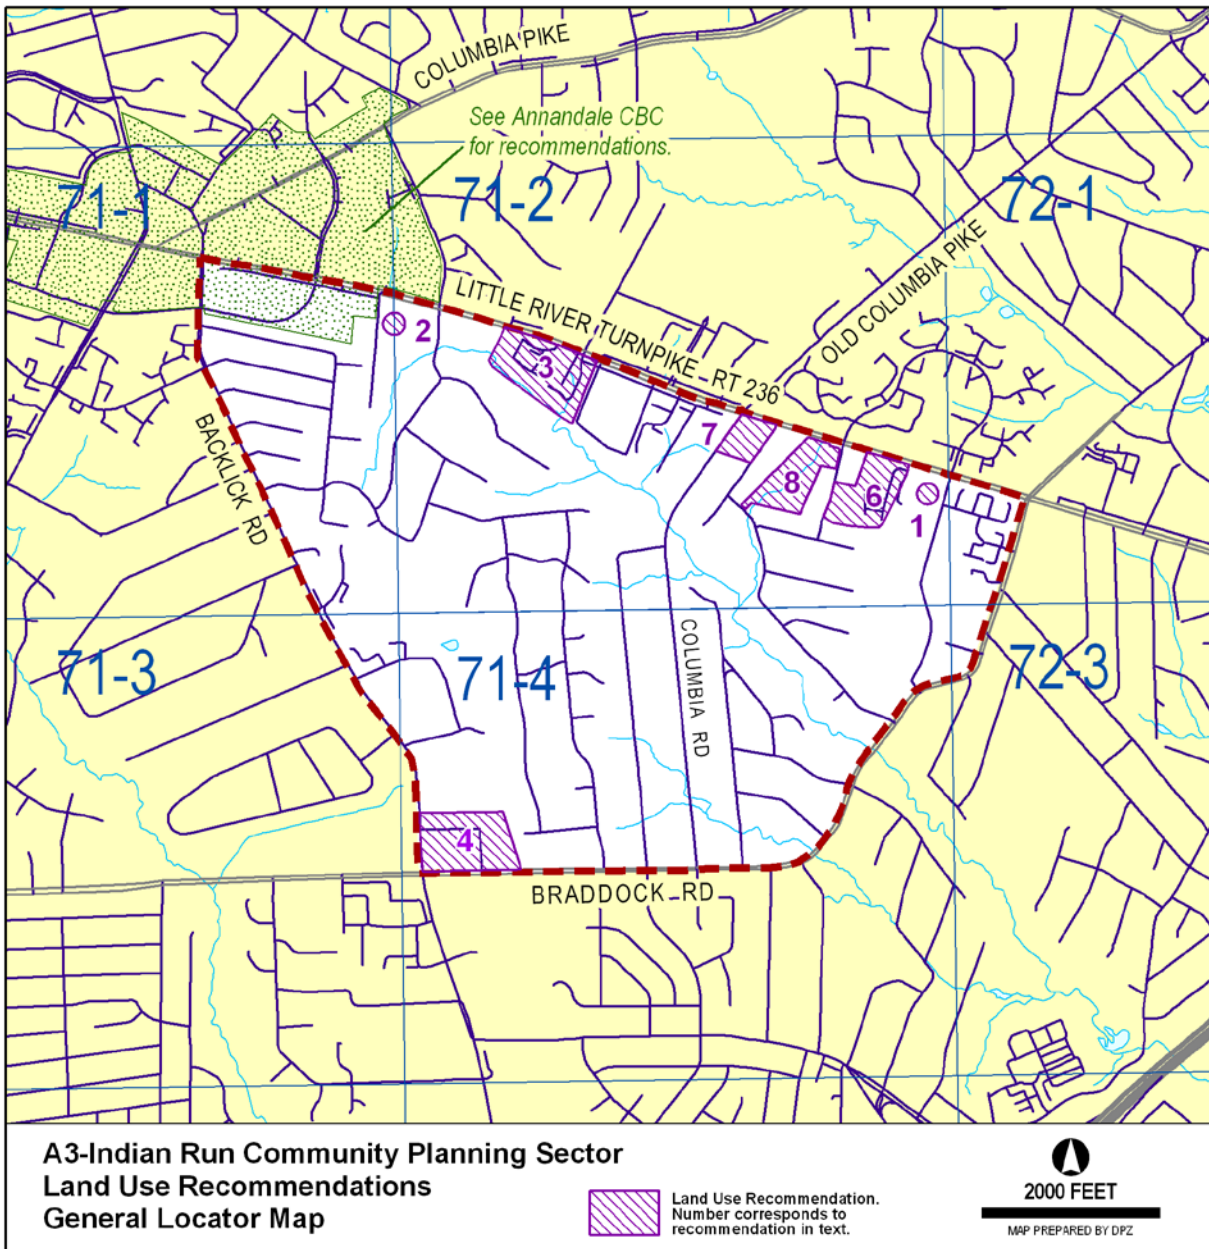 COLUMBIA PIKE
See Annandale CBC
for recommendations.
71-1
71-2
72-1
OLD COLUMBIA PIKE
LITTLE RIVER TURNPIKE RT 236
2
3
7
8
6
1
BACKLICK RD
71-3
71-4
COLUMBIA RD
72-3
4
BRADDOCK RD
A3-Indian Run Community Planning Sector
Land Use Recommendations
General Locator Map
Land Use Recommendation.
Number corresponds to
recommendation in text.
2000 FEET
MAP PREPARED BY DPZ